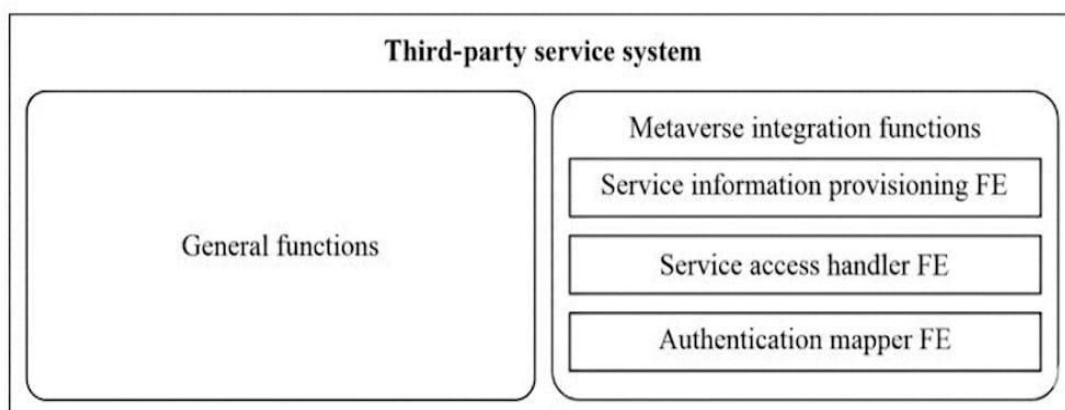 Third-party service system
General functions
Metaverse integration functions
Service information provisioning FE
Service access handler FE
Authentication mapper FE